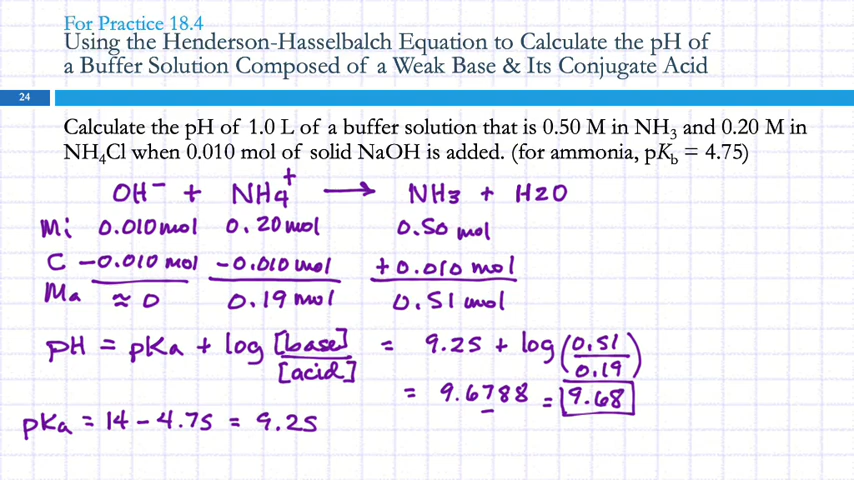 For Practice 18.4
Using the Henderson-Hasselbalch Equation to Calculate the pH of
a Buffer Solution Composed of a Weak Base & Its Conjugate Acid
24
Calculate the pH of 1.0 L of a buffer solution that is 0.50 M in NH₃ and 0.20 M in
NH₄Cl when 0.010 mol of solid NaOH is added. (for ammonia, pK_b = 4.75)
OH⁻ + NH₄⁺ ⟶ NH₃ + H₂O
Mi 0.010 mol 0.20 mol 0.50 mol
C −0.010 mol −0.010 mol +0.010 mol
Ma ≈ 0 0.19 mol 0.51 mol
pH = pKa + log [base]/[acid] = 9.25 + log (0.51/0.19)
= 9.6788 = 9.68
pKa = 14 − 4.75 = 9.25